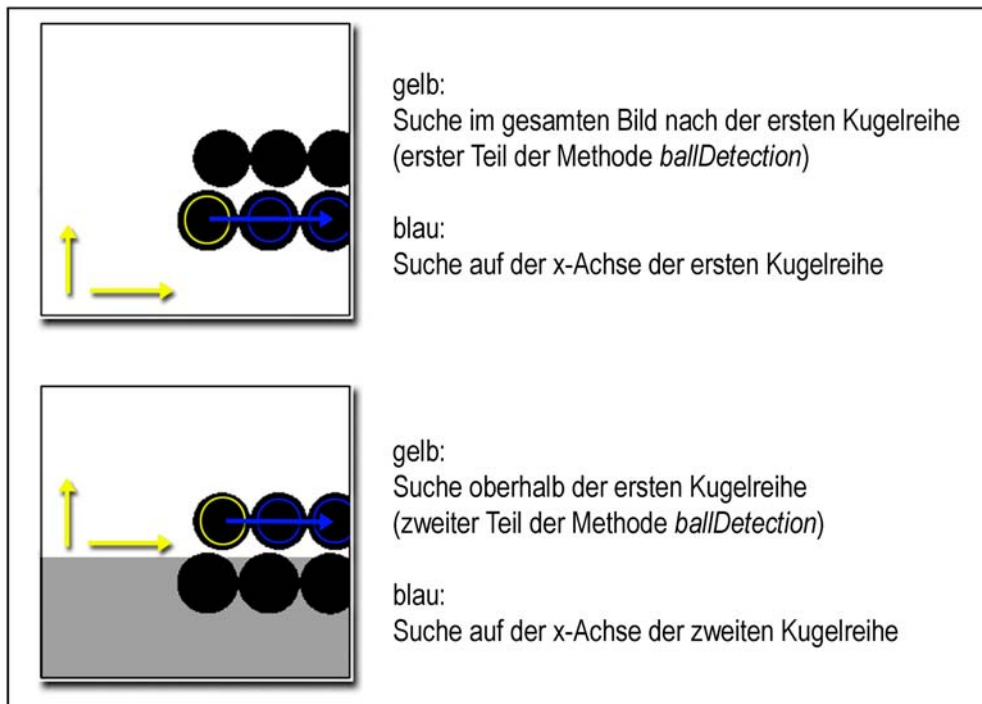 gelb:
Suche im gesamten Bild nach der ersten Kugelreihe
(erster Teil der Methode ballDetection)
blau:
Suche auf der x-Achse der ersten Kugelreihe
gelb:
Suche oberhalb der ersten Kugelreihe
(zweiter Teil der Methode ballDetection)
blau:
Suche auf der x-Achse der zweiten Kugelreihe